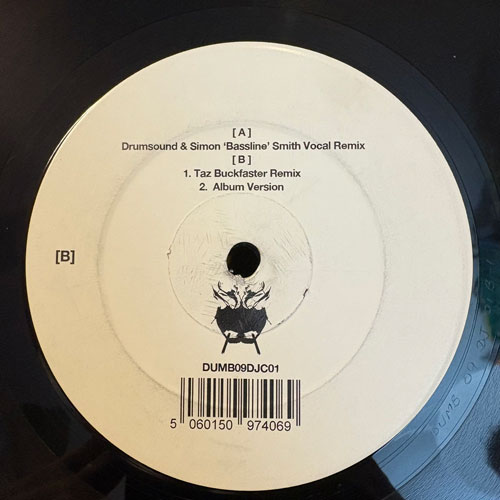 [ A ]
Drumsound & Simon ‘Bassline’ Smith Vocal Remix
[ B ]
1. Taz Buckfaster Remix
2. Album Version
[B]
DUMB09DJC01
5 060150 974069